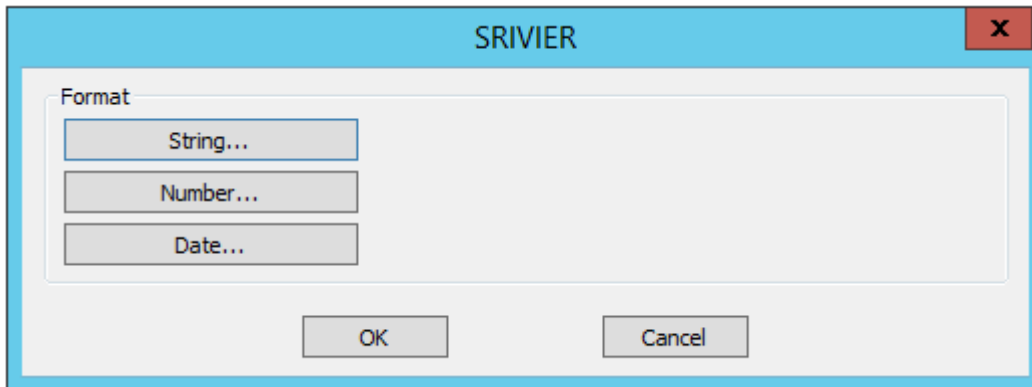 SRIVIER
x
Format
String...
Number...
Date...
OK Cancel